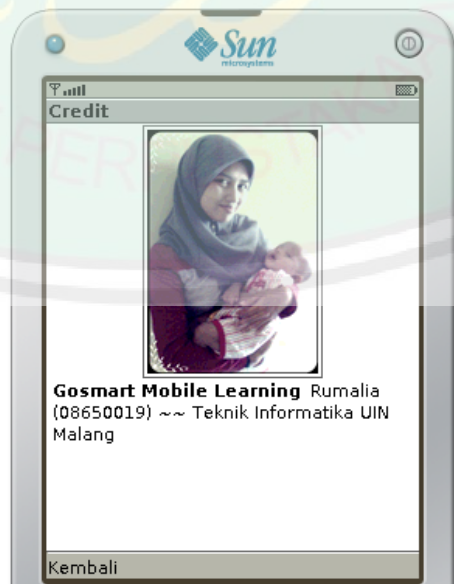 Sun
microsystems
Credit
Gosmart Mobile Learning Rumalia
(08650019) ~~ Teknik Informatika UIN
Malang
Kembali